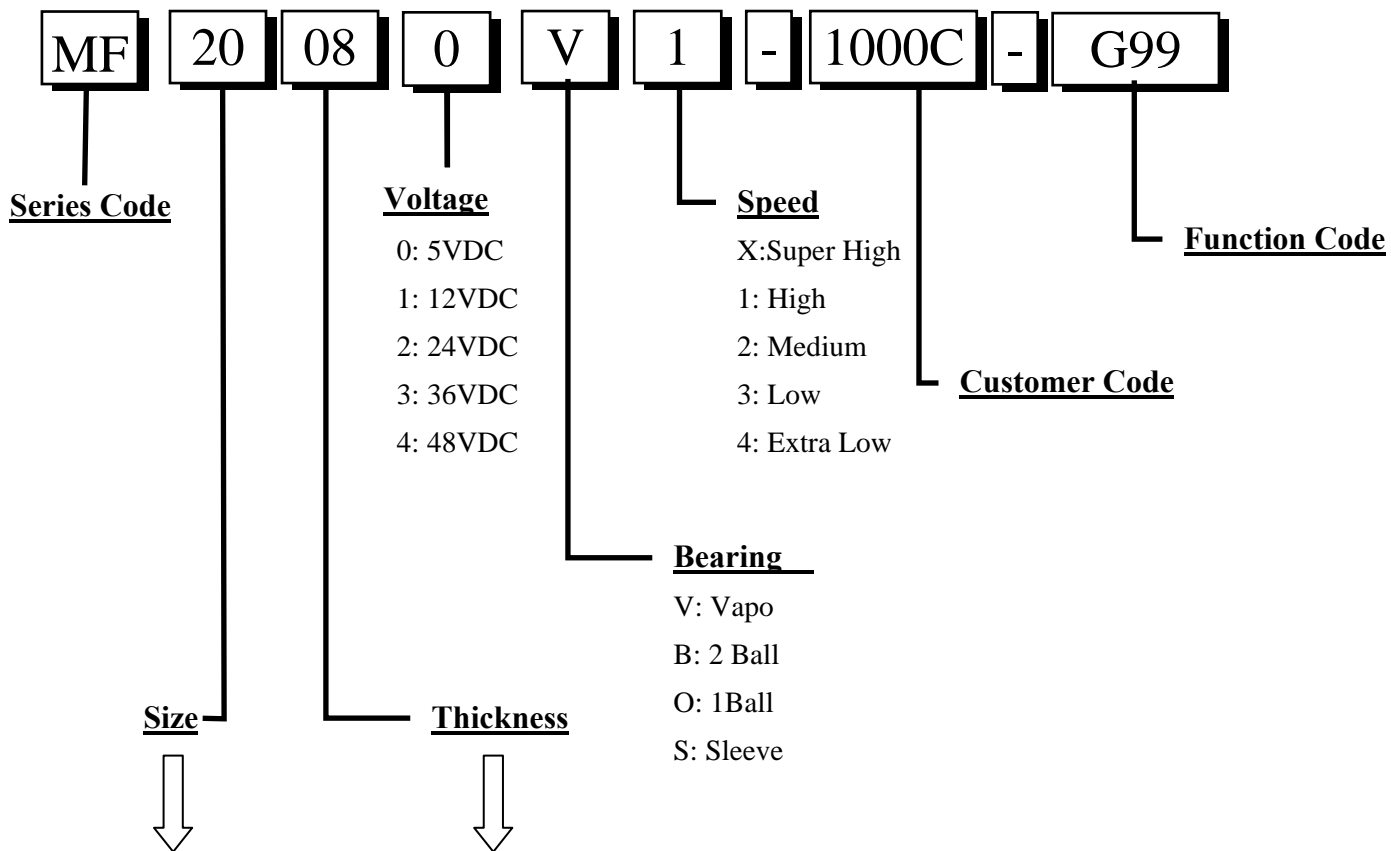 MF 20 08 0 V 1 - 1000C - G99
Series Code
Voltage
0: 5VDC
1: 12VDC
2: 24VDC
3: 36VDC
4: 48VDC
Speed
X:Super High
1: High
2: Medium
3: Low
4: Extra Low
Function Code
Customer Code
Bearing
V: Vapo
B: 2 Ball
O: 1Ball
S: Sleeve
Size
Thickness